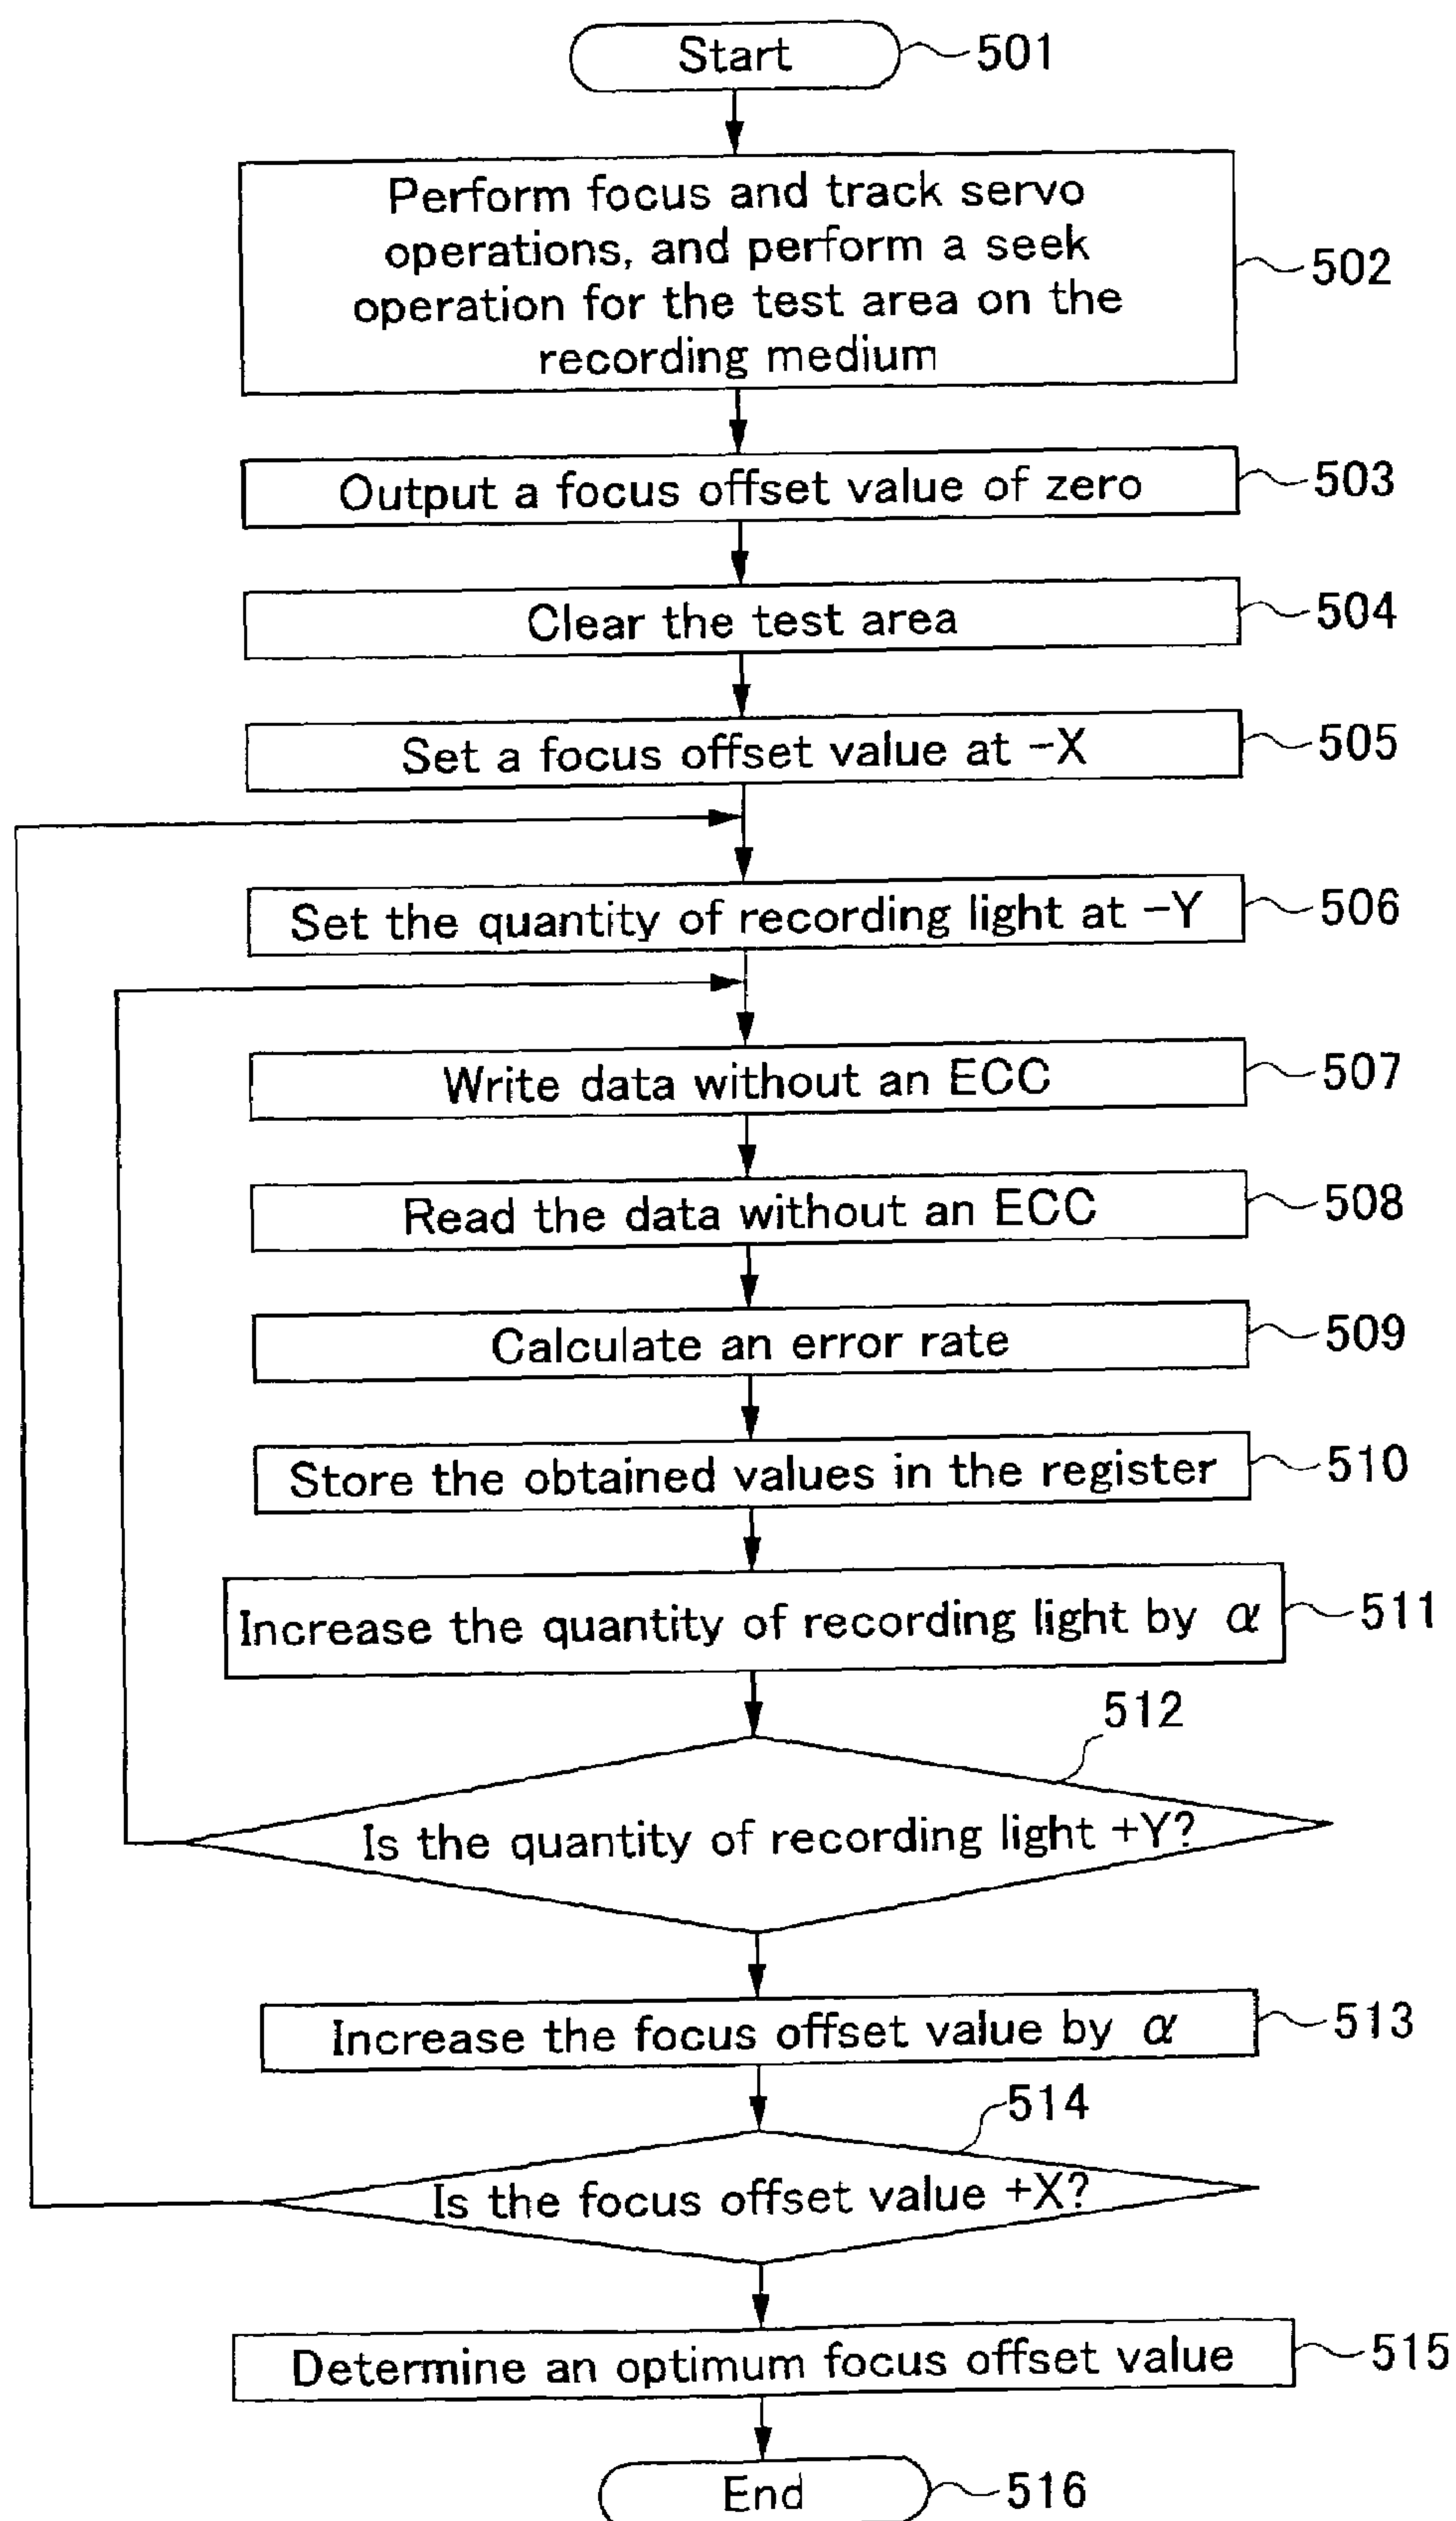 Start
501
Perform focus and track servo
operations, and perform a seek
operation for the test area on the
recording medium
502
Output a focus offset value of zero
503
Clear the test area
504
Set a focus offset value at -X
505
Set the quantity of recording light at -Y
506
Write data without an ECC
507
Read the data without an ECC
508
Calculate an error rate
509
Store the obtained values in the register
510
Increase the quantity of recording light by α
511
512
Is the quantity of recording light +Y?
Increase the focus offset value by α
513
514
Is the focus offset value +X?
Determine an optimum focus offset value
515
End
516